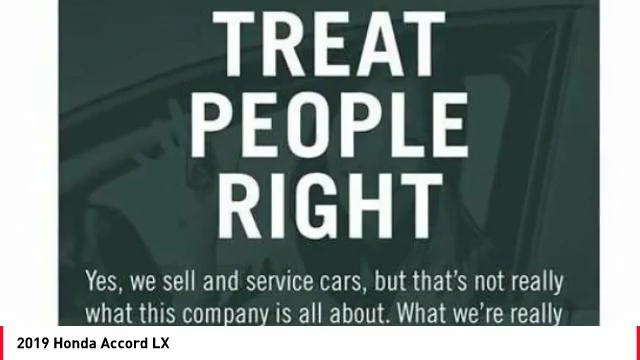 TREAT
PEOPLE
RIGHT
Yes, we sell and service cars, but that's not really
what this company is all about. What we're really
2019 Honda Accord LX